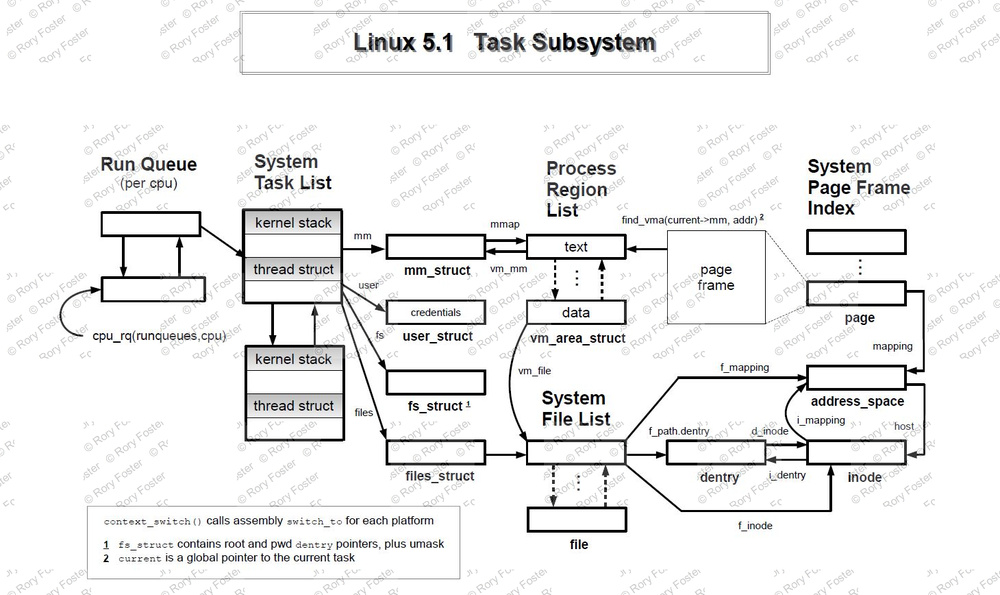 Linux 5.1 Task Subsystem
Run Queue
(per cpu)
System
Task List
Process
Region
List
System
Page Frame
Index
kernel stack
thread struct
kernel stack
thread struct
cpu_rq(runqueues,cpu)
mm
user
fs
files
mm_struct
credentials
user_struct
fs_struct 1
files_struct
mmap
vm_mm
text
data
vm_area_struct
vm_file
find_vma(current->mm, addr) 2
page
frame
page
mapping
address_space
i_mapping
host
System
File List
f_mapping
f_path.dentry
d_inode
i_dentry
dentry
inode
f_inode
file
context_switch() calls assembly switch_to for each platform
1 fs_struct contains root and pwd dentry pointers, plus umask
2 current is a global pointer to the current task
© Rory Foster